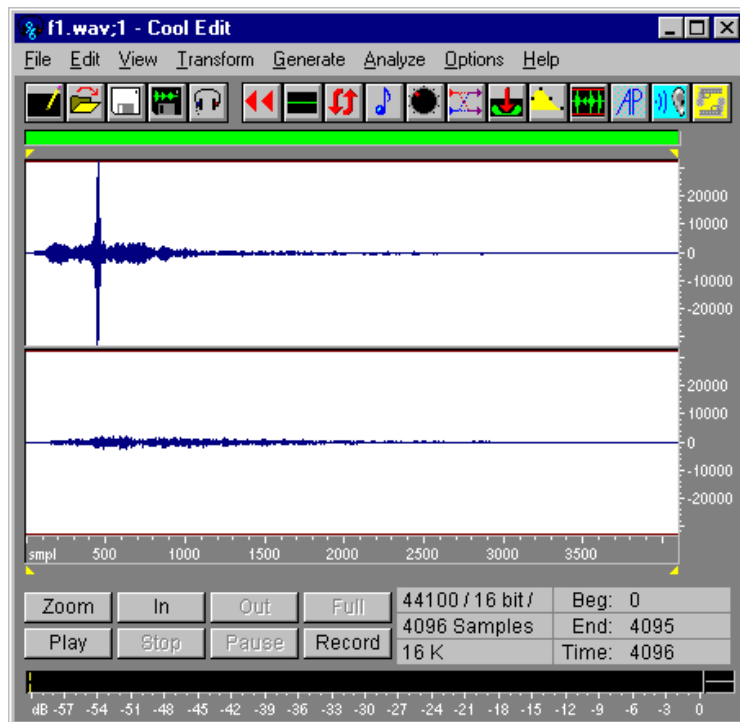 f1.wav;1 - Cool Edit
File Edit View Transform Generate Analyze Options Help
AP
20000
10000
0
-10000
-20000
20000
10000
0
-10000
-20000
smpl 500 1000 1500 2000 2500 3000 3500
Zoom In Out Full 44100 / 16 bit / Beg: 0
4096 Samples End: 4095
Play Stop Pause Record 16 K Time: 4096
dB -57 -54 -51 -48 -45 -42 -39 -36 -33 -30 -27 -24 -21 -18 -15 -12 -9 -6 -3 0